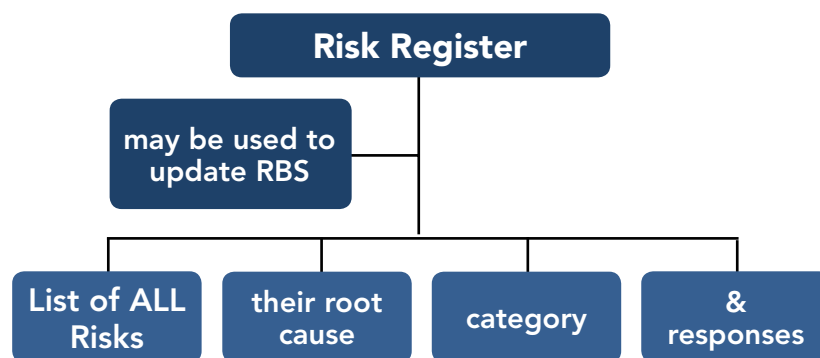 Risk Register
may be used to
update RBS
List of ALL
Risks
their root
cause
category
&
responses